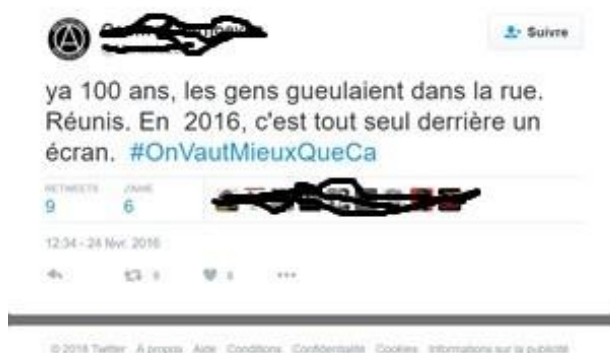 Suivre
ya 100 ans, les gens gueulaient dans la rue.
Réunis. En 2016, c'est tout seul derrière un
écran. #OnVautMieuxQueCa
RETWEETS J'AIME
9 6
12:34 - 24 févr. 2016
© 2016 Twitter À propos Aide Conditions Confidentialité Cookies Informations sur la publicité